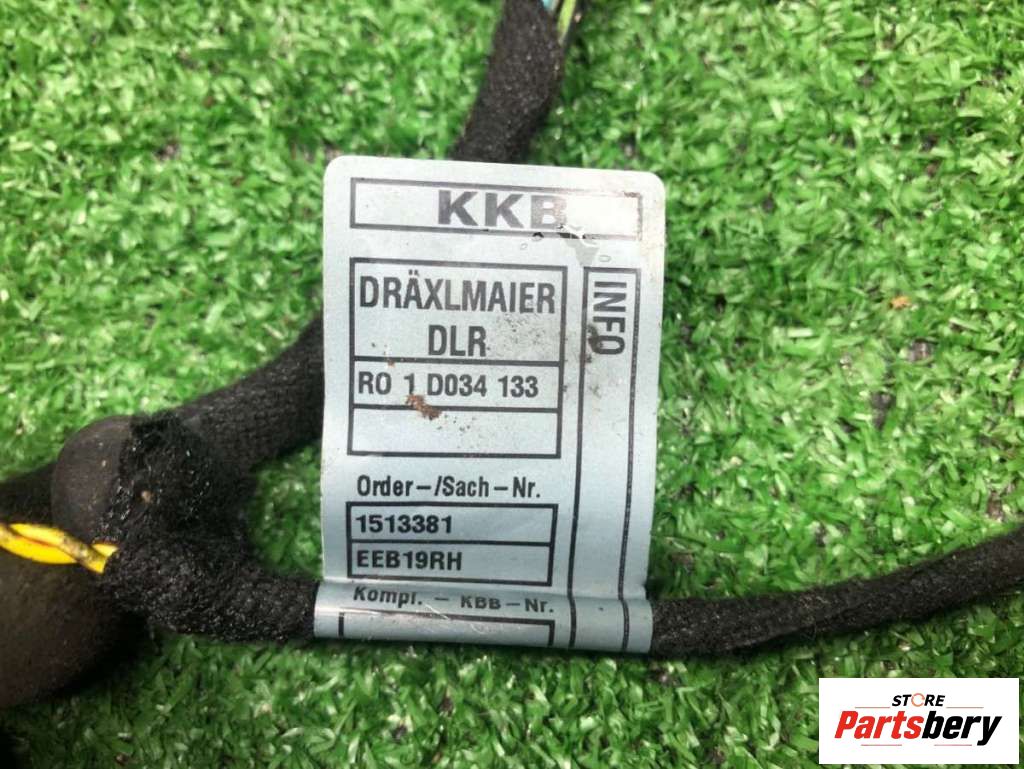 KKB
DRÄXLMAIER
DLR
INFO
RO 1 D034 133
Order-/Sach-Nr.
1513381
EEB19RH
Kompl. - KBB-Nr.
STORE
Partsbery